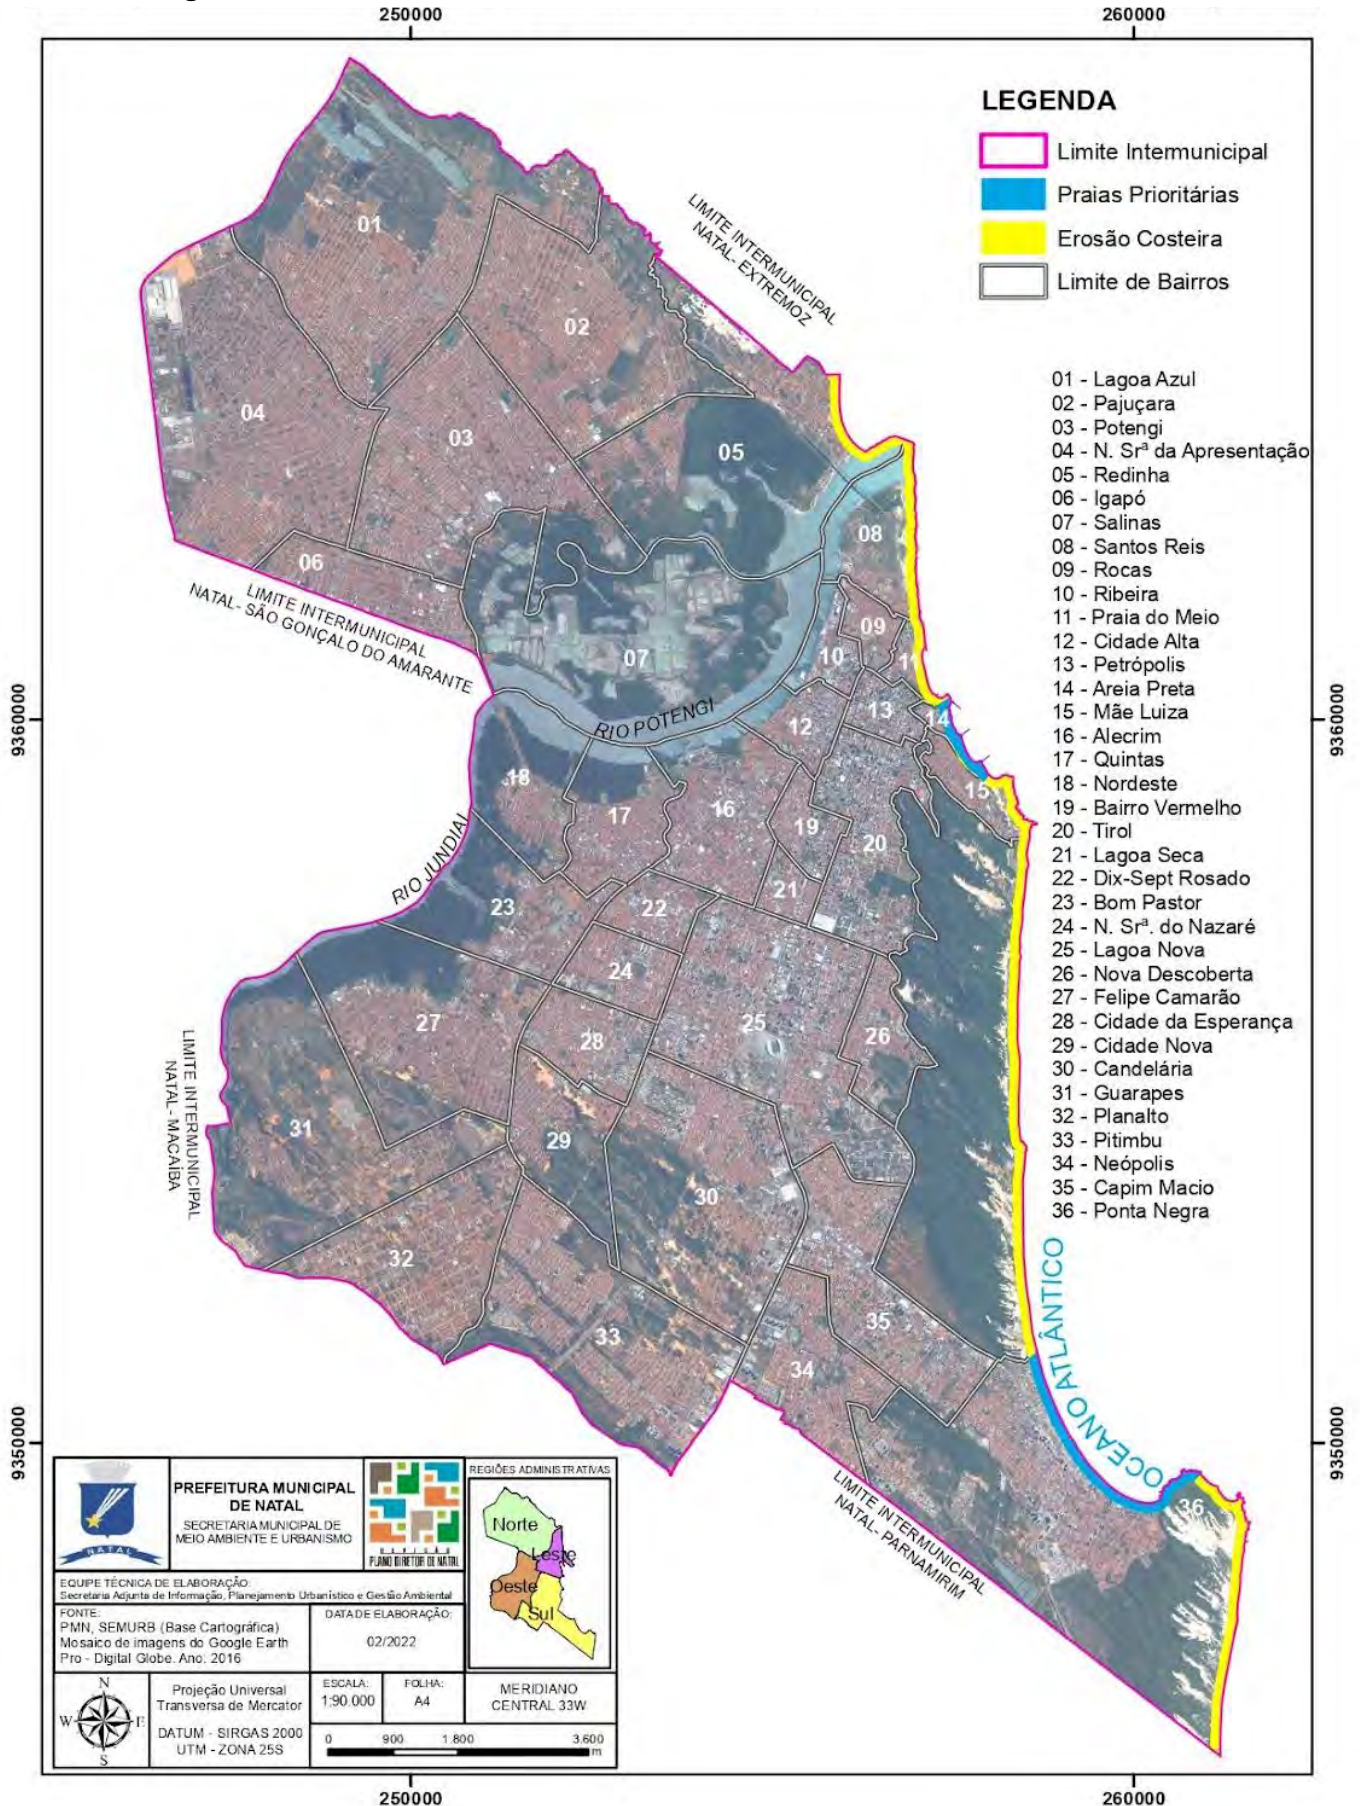 250000
260000
LEGENDA
Limite Intermunicipal
Praias Prioritárias
Erosão Costeira
Limite de Bairros
LIMITE INTERMUNICIPAL
NATAL- EXTREMOZ
01
02
03
04
05
06
07
08
09
10
11
12
13
14
15
16
17
18
19
20
21
22
23
24
25
26
27
28
29
30
31
32
33
34
35
36
01 - Lagoa Azul
02 - Pajuçara
03 - Potengi
04 - N. Srª da Apresentação
05 - Redinha
06 - Igapó
07 - Salinas
08 - Santos Reis
09 - Rocas
10 - Ribeira
11 - Praia do Meio
12 - Cidade Alta
13 - Petrópolis
14 - Areia Preta
15 - Mãe Luiza
16 - Alecrim
17 - Quintas
18 - Nordeste
19 - Bairro Vermelho
20 - Tirol
21 - Lagoa Seca
22 - Dix-Sept Rosado
23 - Bom Pastor
24 - N. Srª. do Nazaré
25 - Lagoa Nova
26 - Nova Descoberta
27 - Felipe Camarão
28 - Cidade da Esperança
29 - Cidade Nova
30 - Candelária
31 - Guarapes
32 - Planalto
33 - Pitimbu
34 - Neópolis
35 - Capim Macio
36 - Ponta Negra
LIMITE INTERMUNICIPAL
NATAL- SÃO GONÇALO DO AMARANTE
RIO POTENGI
RIO JUNDIAÍ
LIMITE INTERMUNICIPAL
NATAL- MACAÍBA
OCEANO ATLÂNTICO
LIMITE INTERMUNICIPAL
NATAL- PARNAMIRIM
9360000
9360000
9350000
9350000
NATAL
PREFEITURA MUNICIPAL
DE NATAL
SECRETARIA MUNICIPAL DE
MEIO AMBIENTE E URBANISMO
REVISÃO
PLANO DIRETOR DE NATAL
REGIÕES ADMINISTRATIVAS
Norte
Leste
Oeste
Sul
EQUIPE TÉCNICA DE ELABORAÇÃO:
Secretaria Adjunta de Informação, Planejamento Urbanístico e Gestão Ambiental
FONTE:
PMN, SEMURB (Base Cartográfica)
Mosaico de imagens do Google Earth
Pro - Digital Globe. Ano: 2016
DATA DE ELABORAÇÃO:
02/2022
N
W
E
S
Projeção Universal
Transversa de Mercator
DATUM - SIRGAS 2000
UTM - ZONA 25S
ESCALA:
1:90.000
FOLHA:
A4
MERIDIANO
CENTRAL 33W
0 900 1.800 3.600
m
250000
260000